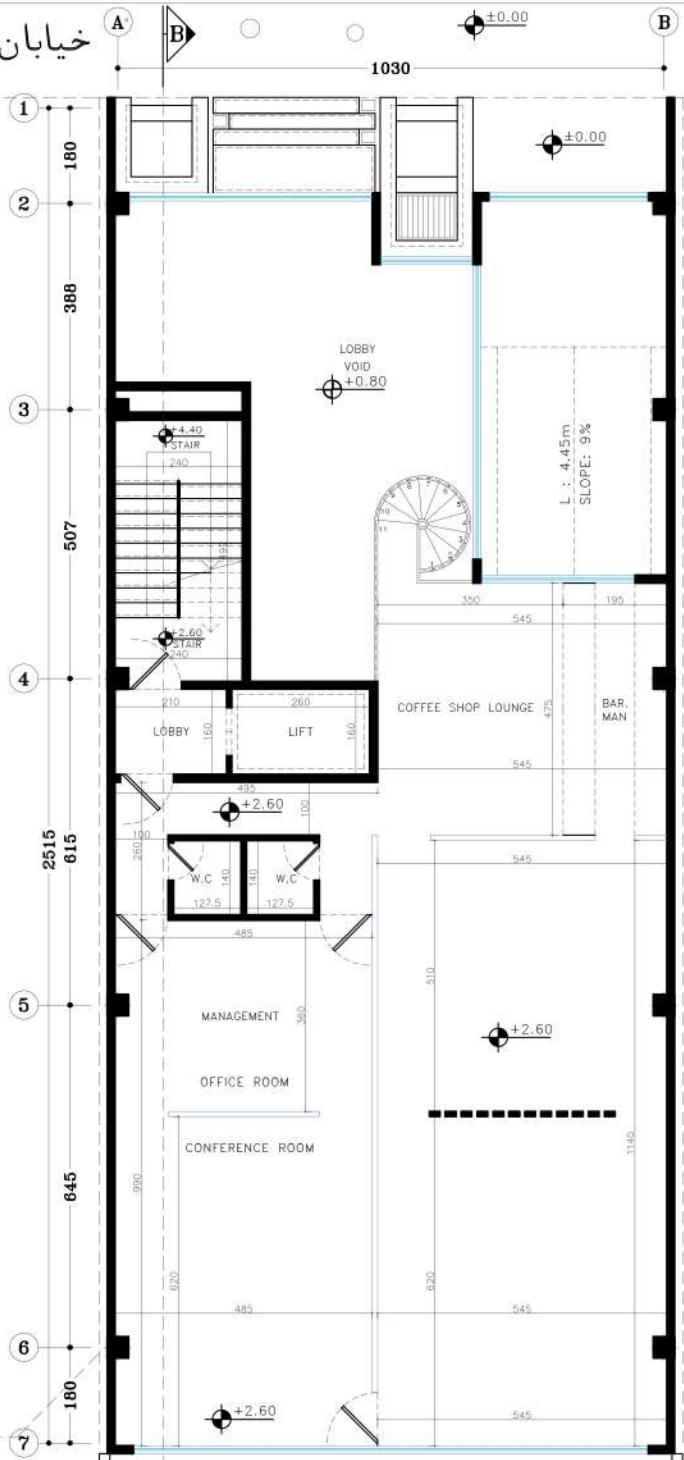 خیابان
A'
B
B
±0.00
1030
1
180
±0.00
2
388
LOBBY
VOID
+0.80
3
+4.40
STAIR
240
L : 4.45m
SLOPE: 9%
507
495
+2.60
STAIR
240
350
195
545
4
210
260
LOBBY
160
LIFT
160
COFFEE SHOP LOUNGE
475
BAR.
MAN
545
495
+2.60
100
100
260
2515
615
W.C
140
140
W.C
127.5
127.5
545
485
510
5
MANAGEMENT
360
+2.60
OFFICE ROOM
CONFERENCE ROOM
990
645
620
620
1140
485
545
6
180
+2.60
545
7